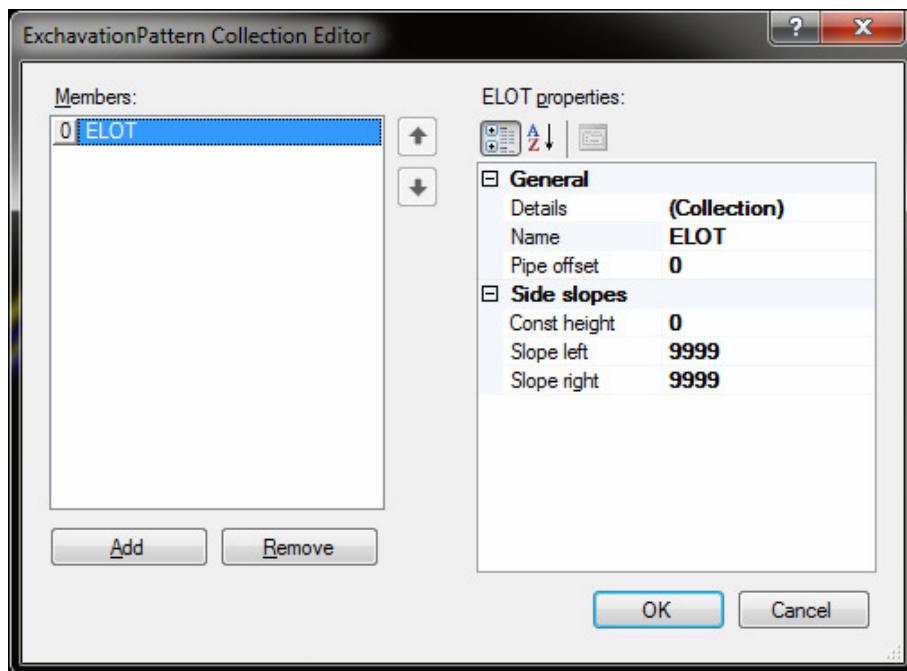 ExchavationPattern Collection Editor
?
X
Members:
0 ELOT
Add
Remove
ELOT properties:
A
Z
General
Details (Collection)
Name ELOT
Pipe offset 0
Side slopes
Const height 0
Slope left 9999
Slope right 9999
OK
Cancel